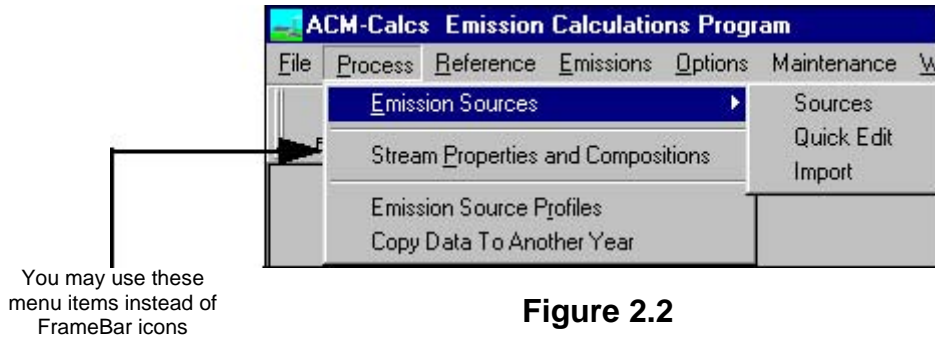 ACM-Calcs Emission Calculations Program
File Process Reference Emissions Options Maintenance
Emission Sources
Sources
Quick Edit
Import
Stream Properties and Compositions
Emission Source Profiles
Copy Data To Another Year
You may use these
menu items instead of
FrameBar icons
Figure 2.2